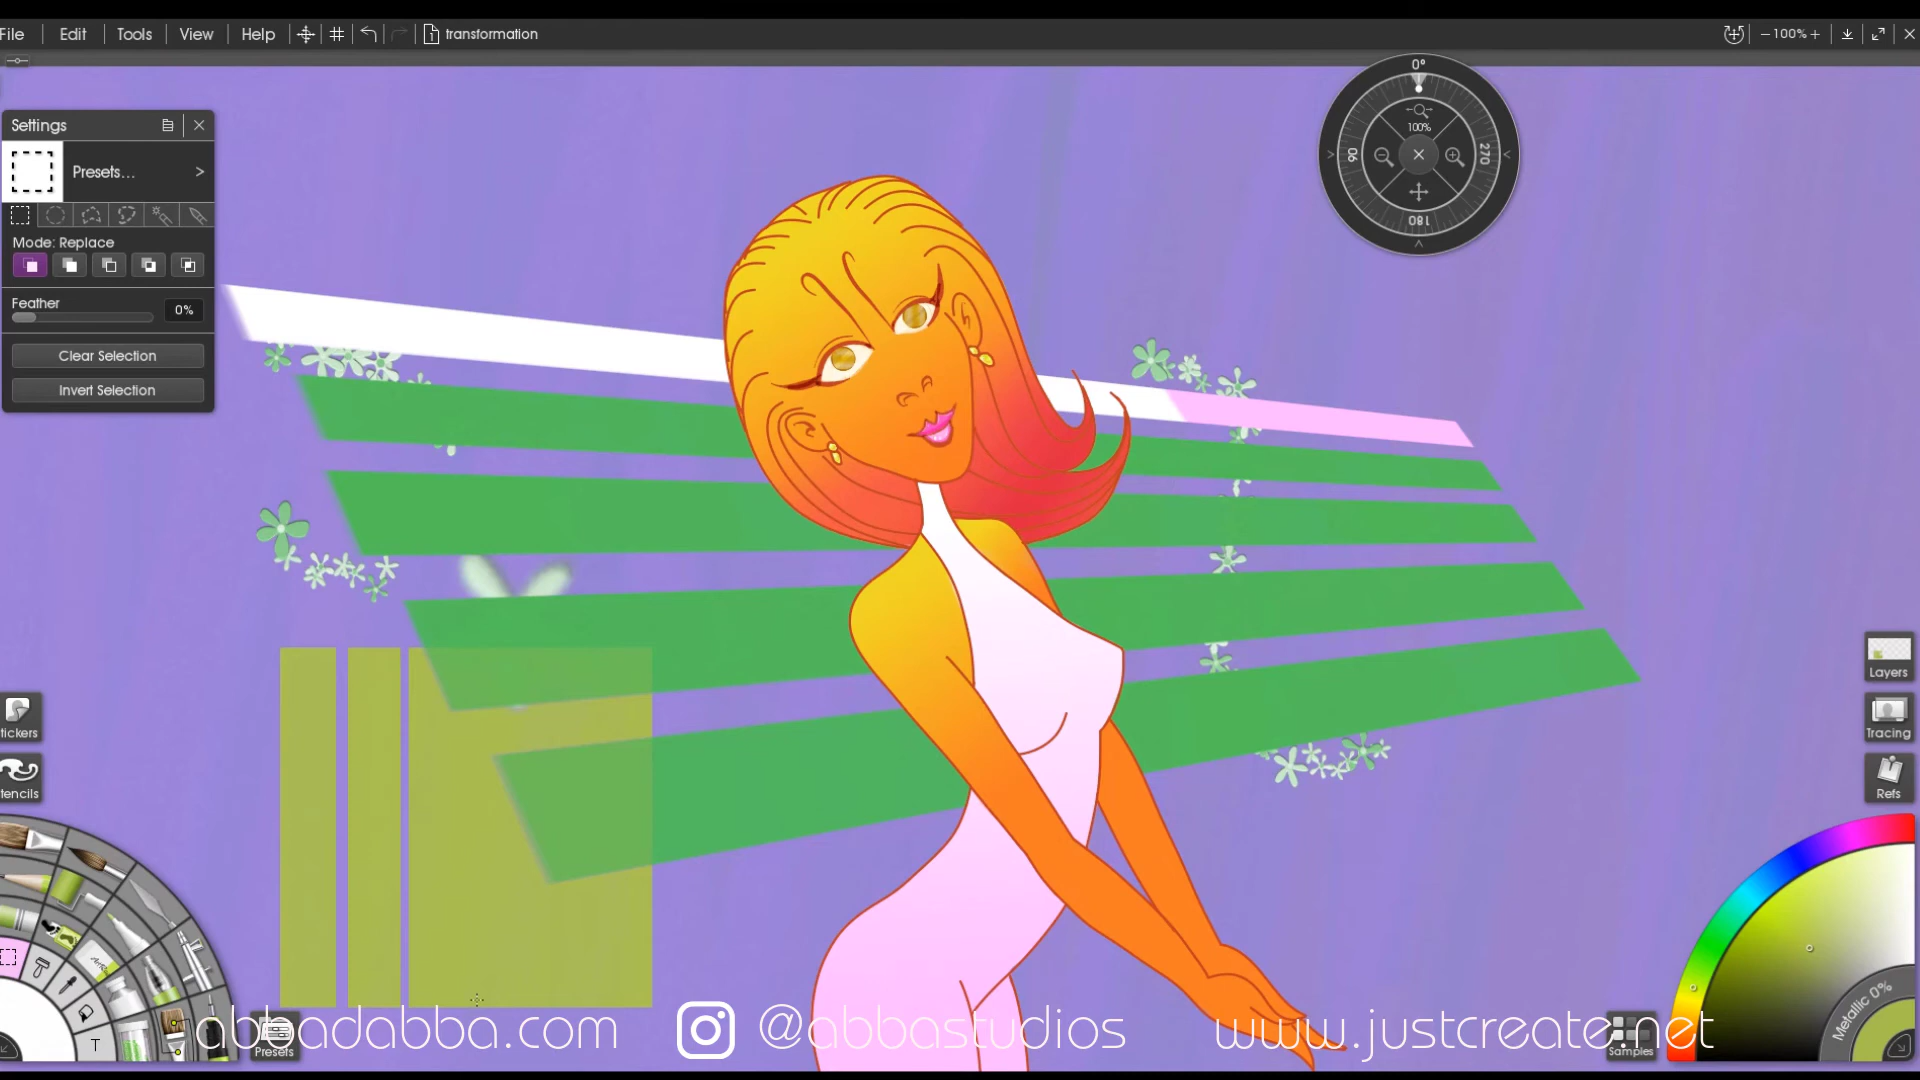 File Edit Tools View Help transformation 100%
Settings
Presets...
Mode: Replace
Feather
0%
Clear Selection
Invert Selection
0°
100%
90
270
180
Layers
Tracing
Refs
tickers
tencils
T
Presets
Metallic 0%
Samples
abbadabba.com @abbastudios www.justcreate.net